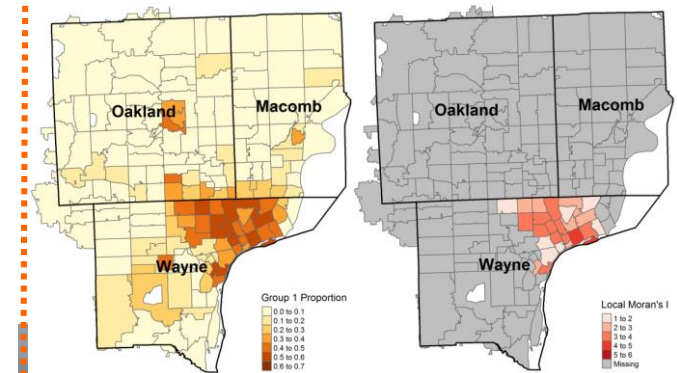 Oakland
Macomb
Wayne
Group 1 Proportion
0.0 to 0.1
0.1 to 0.2
0.2 to 0.3
0.3 to 0.4
0.4 to 0.5
0.5 to 0.6
0.6 to 0.7
Oakland
Macomb
Wayne
Local Moran's I
1 to 2
2 to 3
3 to 4
4 to 5
5 to 6
Missing